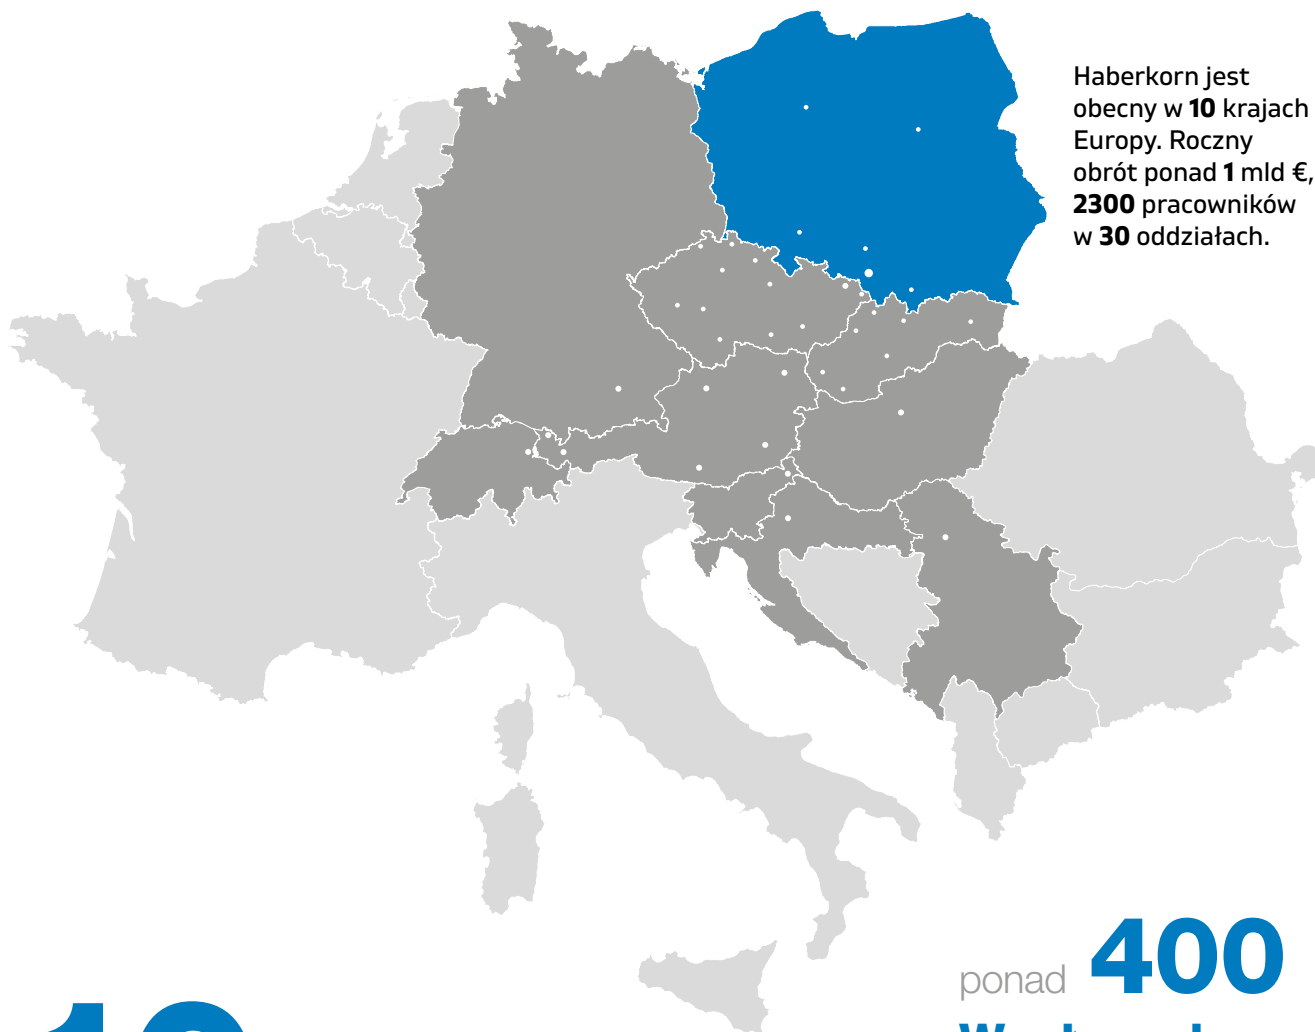 Haberkorn jest
obecny w 10 krajach
Europy. Roczny
obrót ponad 1 mld €,
2300 pracowników
w 30 oddziałach.
ponad 400